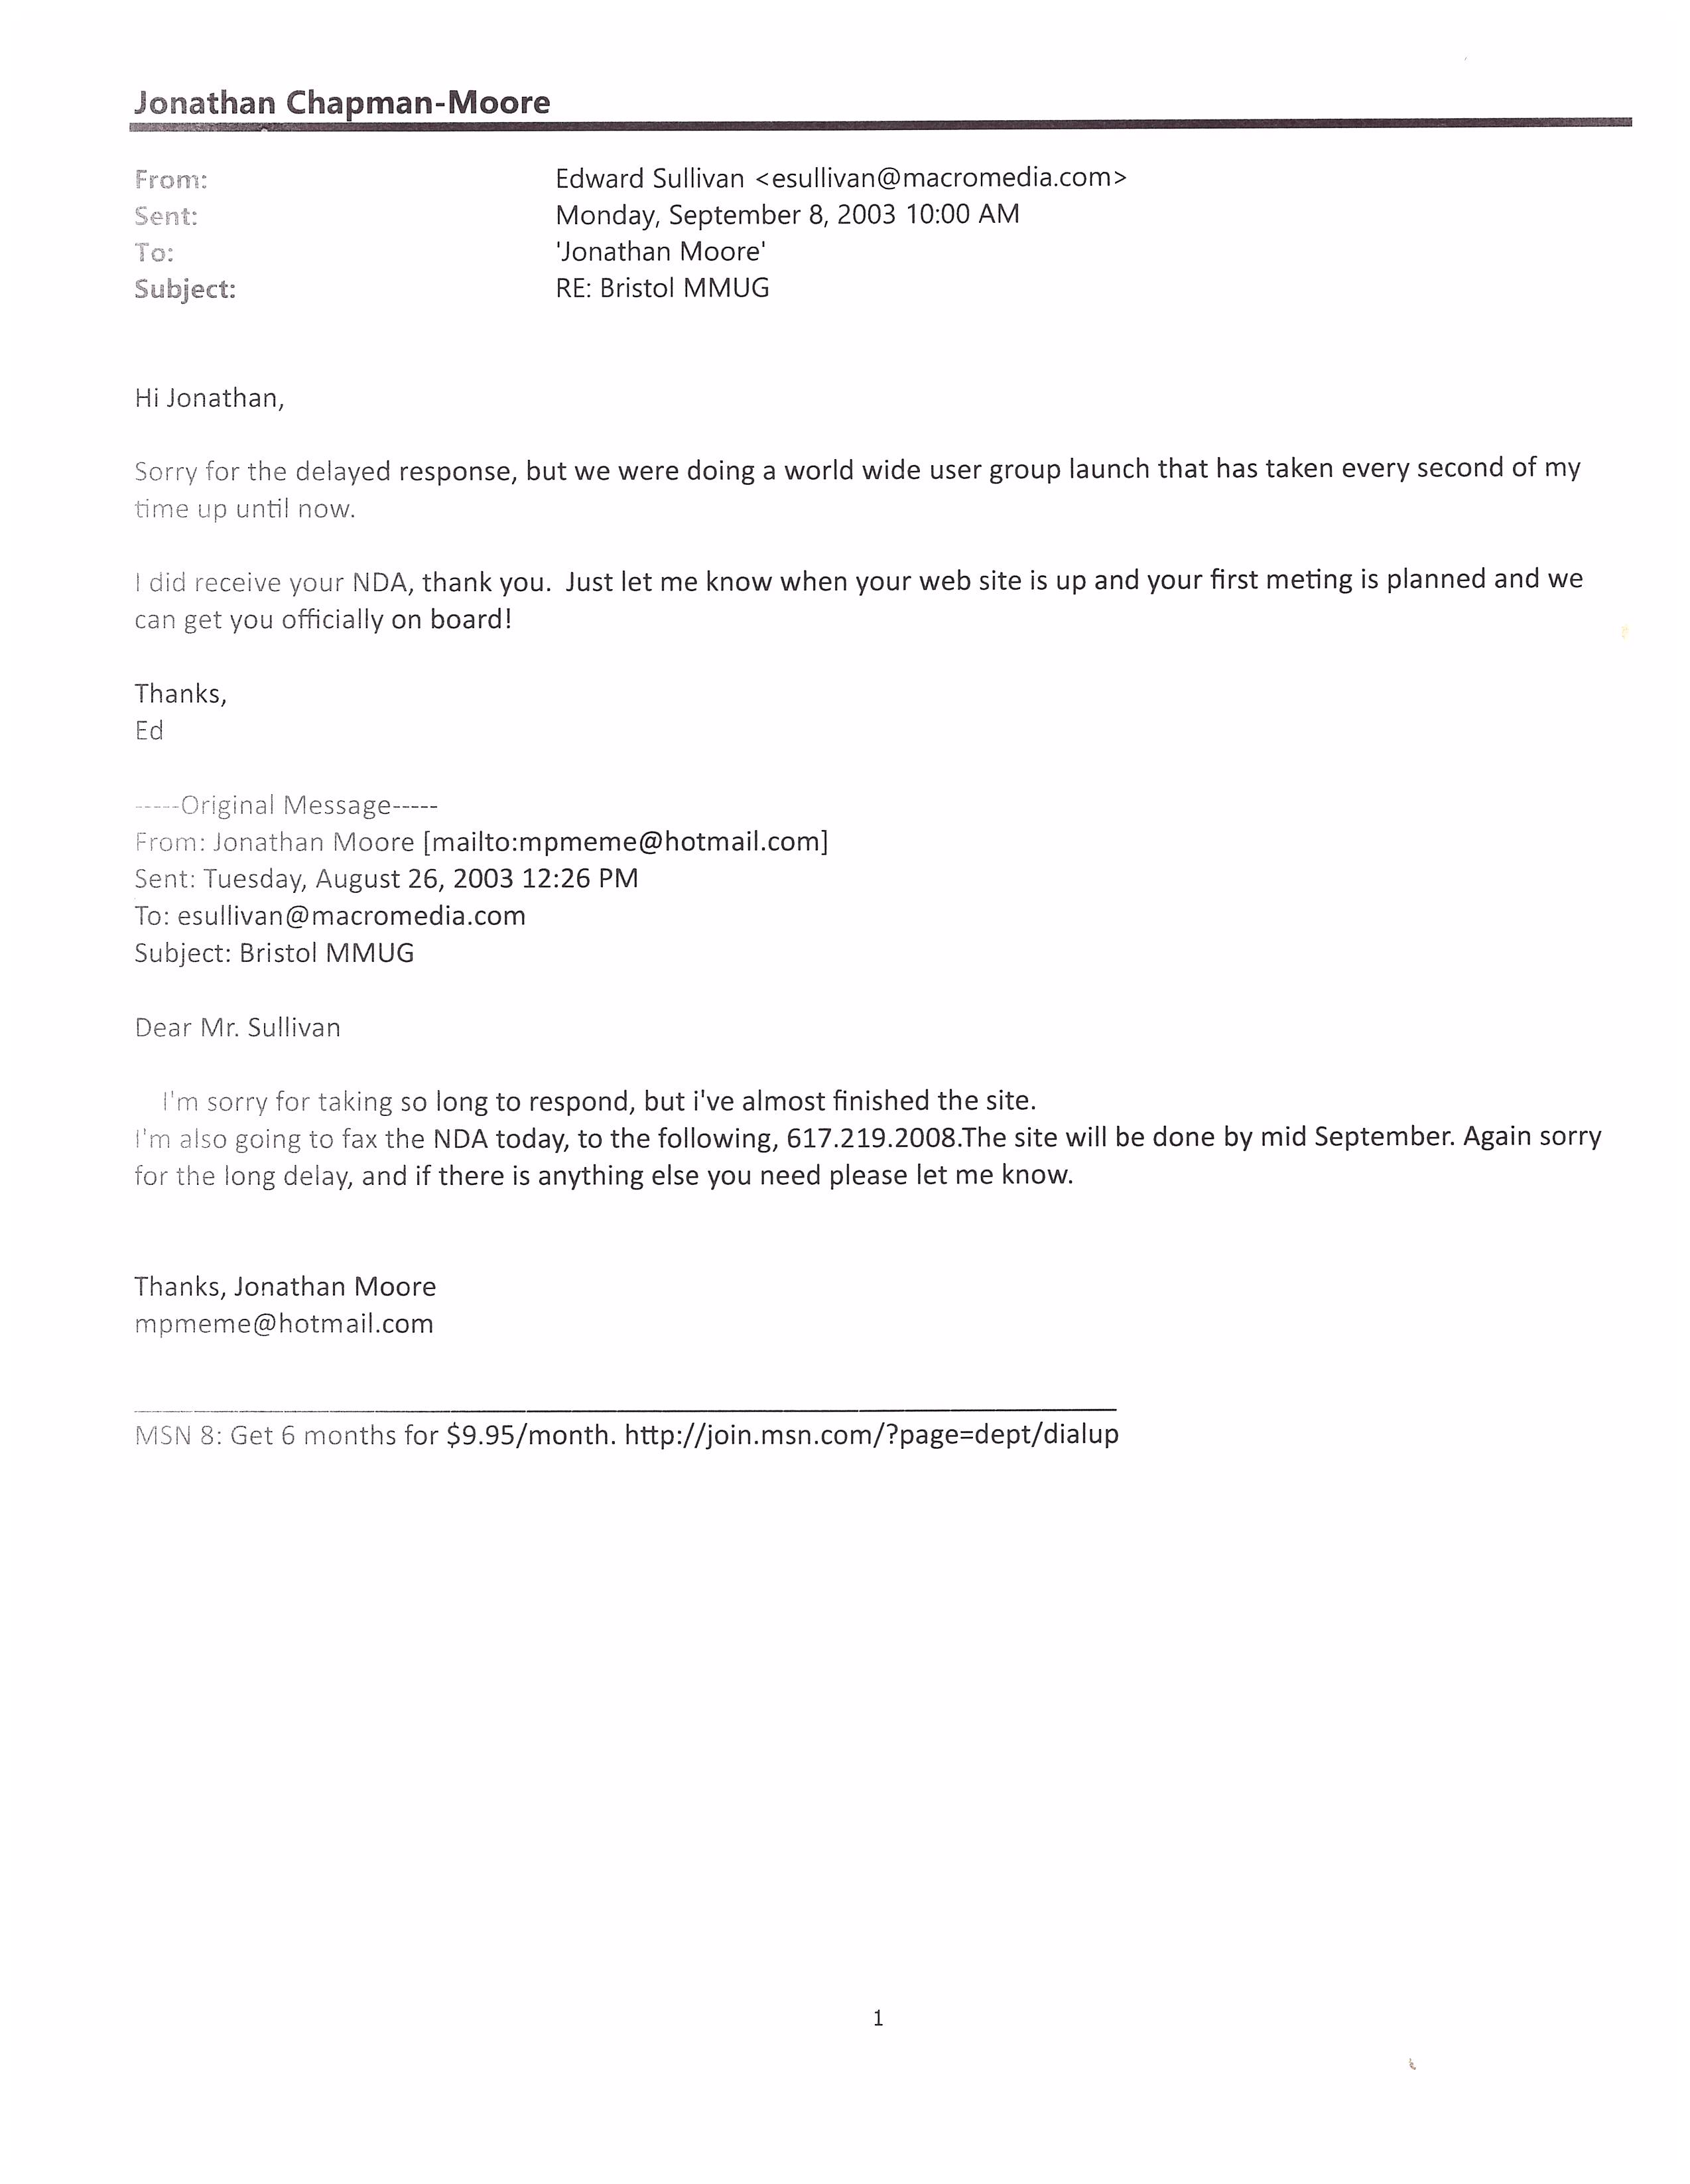 Jonathan Chapman-Moore
From: Edward Sullivan <esullivan@macromedia.com>
Sent: Monday, September 8, 2003 10:00 AM
To: 'Jonathan Moore'
Subject: RE: Bristol MMUG
Hi Jonathan,
Sorry for the delayed response, but we were doing a world wide user group launch that has taken every second of my
time up until now.
I did receive your NDA, thank you.  Just let me know when your web site is up and your first meting is planned and we
can get you officially on board!
Thanks,
Ed
-----Original Message-----
From: Jonathan Moore [mailto:mpmeme@hotmail.com]
Sent: Tuesday, August 26, 2003 12:26 PM
To: esullivan@macromedia.com
Subject: Bristol MMUG
Dear Mr. Sullivan
I'm sorry for taking so long to respond, but i've almost finished the site.
I'm also going to fax the NDA today, to the following, 617.219.2008.The site will be done by mid September. Again sorry
for the long delay, and if there is anything else you need please let me know.
Thanks, Jonathan Moore
mpmeme@hotmail.com
MSN 8: Get 6 months for $9.95/month. http://join.msn.com/?page=dept/dialup
1